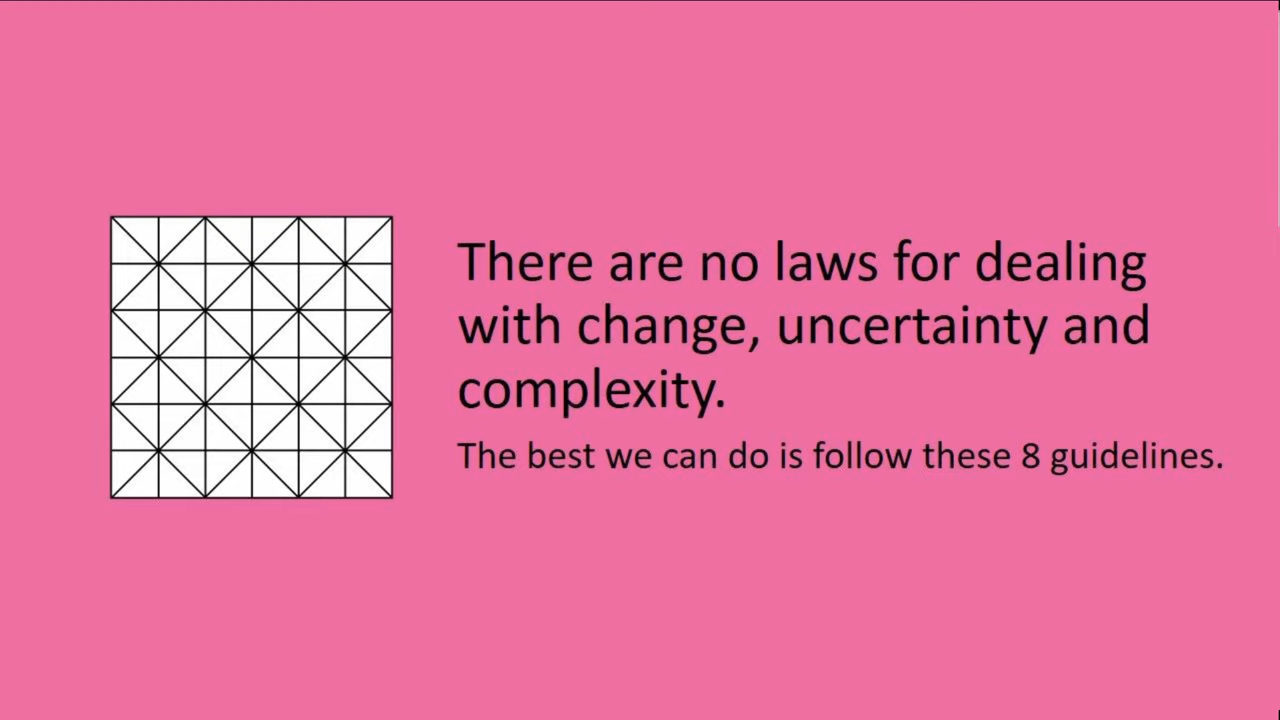 There are no laws for dealing
with change, uncertainty and
complexity.
The best we can do is follow these 8 guidelines.